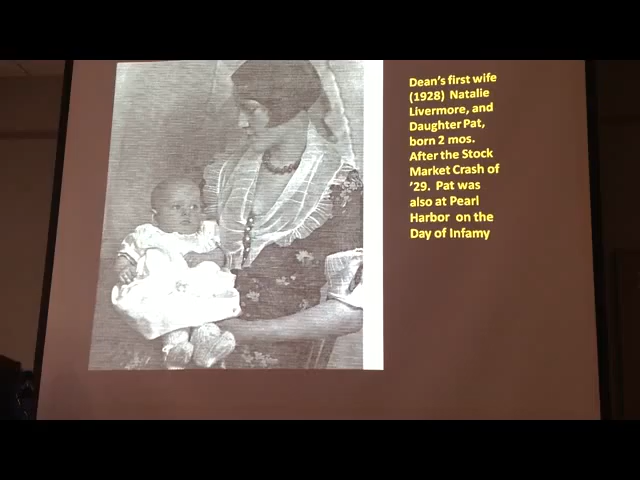 Dean's first wife
(1928) Natalie
Livermore, and
Daughter Pat,
born 2 mos.
After the Stock
Market Crash of
'29. Pat was
also at Pearl
Harbor on the
Day of Infamy